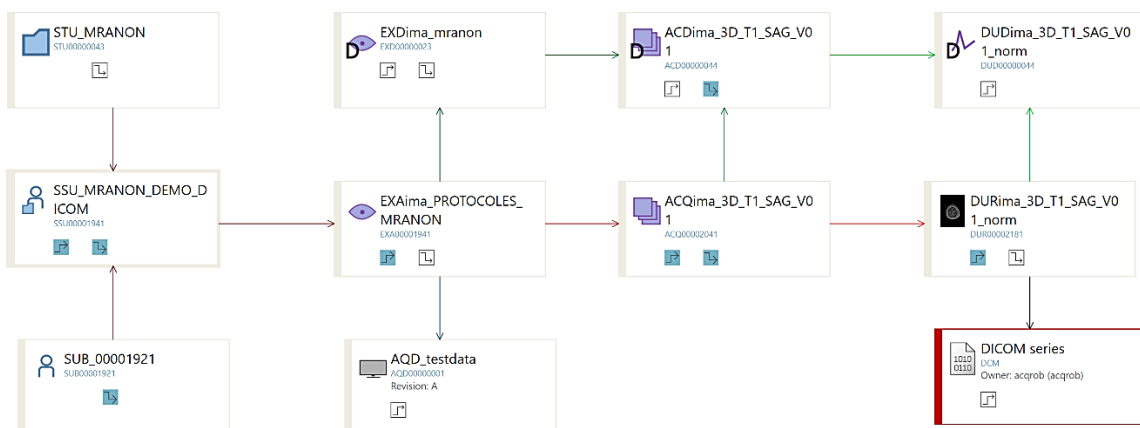 STU_MRANON
STU00000043
EXDima_mranon
EXD00000023
D
ACDima_3D_T1_SAG_V0
1
ACD00000044
D
DUDima_3D_T1_SAG_V0
1_norm
DUD00000044
D
SSU_MRANON_DEMO_D
ICOM
SSU00001941
EXAima_PROTOCOLES_
MRANON
EXA00001941
ACQima_3D_T1_SAG_V0
1
ACQ00002041
DURima_3D_T1_SAG_V0
1_norm
DUR00002181
SUB_00001921
SUB00001921
AQD_testdata
AQD00000001
Revision: A
1010
0110
DICOM series
DCM
Owner: acqrob (acqrob)